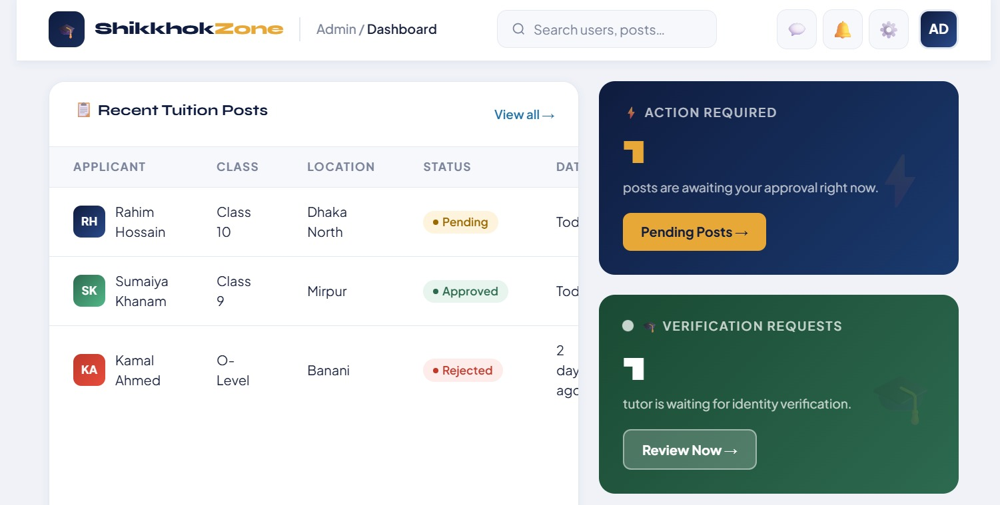 ShikkhokZone
Admin / Dashboard
Search users, posts...
AD
Recent Tuition Posts
View all →
APPLICANT CLASS LOCATION STATUS DAT
RH Rahim Hossain Class 10 Dhaka North Pending Tod
SK Sumaiya Khanam Class 9 Mirpur Approved Tod
KA Kamal Ahmed O-Level Banani Rejected 2 day ago
ACTION REQUIRED
1
posts are awaiting your approval right now.
Pending Posts →
VERIFICATION REQUESTS
1
tutor is waiting for identity verification.
Review Now →